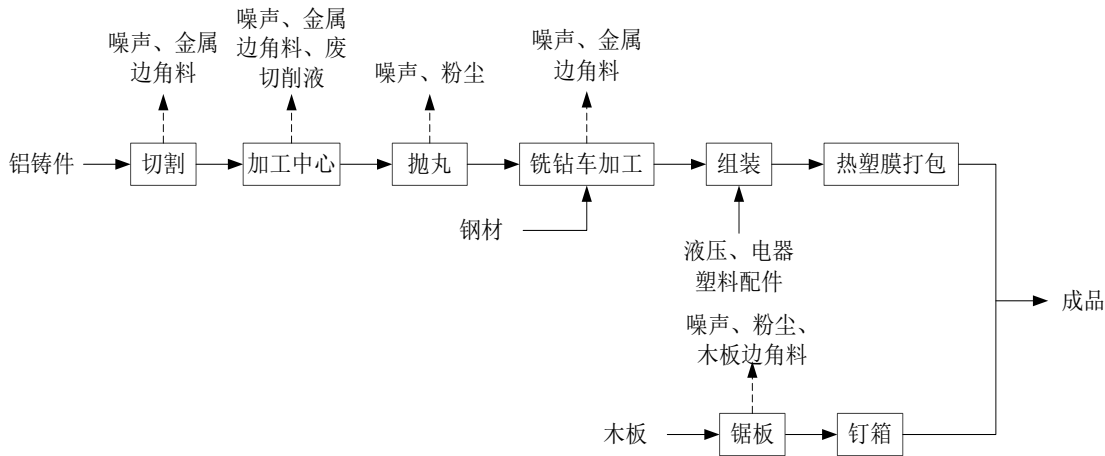 噪声、金属
边角料
噪声、金属
边角料、废
切削液
噪声、粉尘
噪声、金属
边角料
铝铸件
切割
加工中心
抛丸
铣钻车加工
组装
热塑膜打包
钢材
液压、电器
塑料配件
成品
噪声、粉尘、
木板边角料
木板
锯板
钉箱